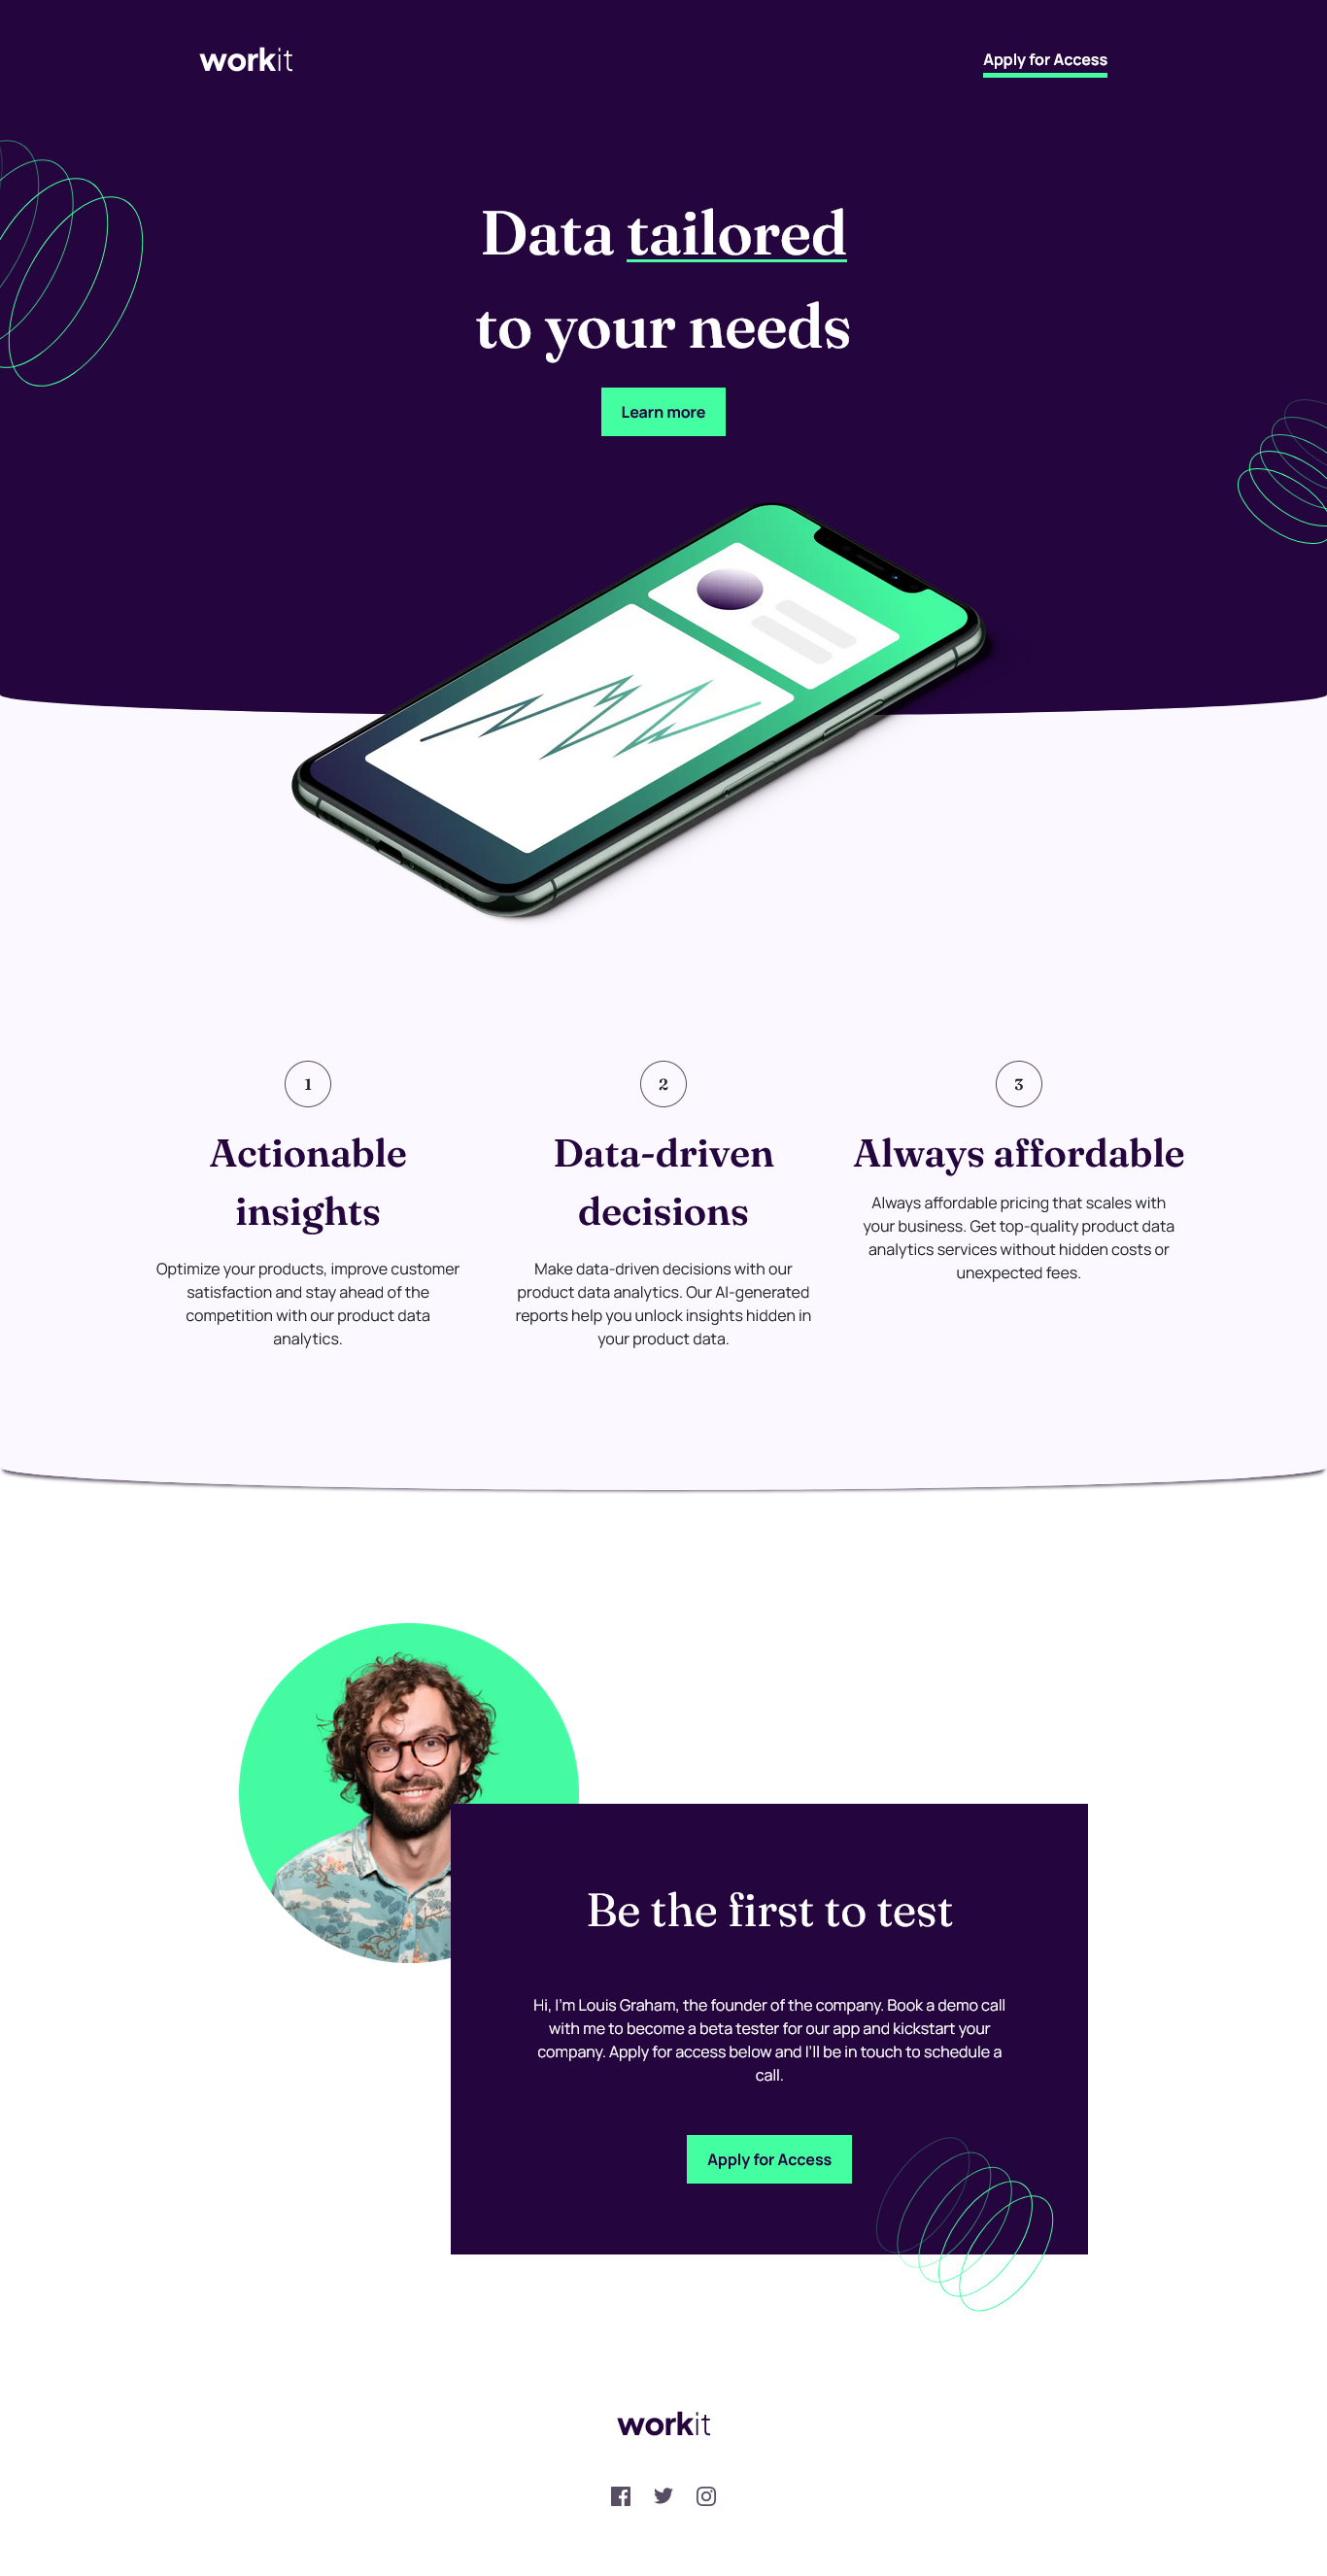 workit
Apply for Access
Data tailored
to your needs
Learn more
1
Actionable
insights
Optimize your products, improve customer
satisfaction and stay ahead of the
competition with our product data
analytics.
2
Data-driven
decisions
Make data-driven decisions with our
product data analytics. Our AI-generated
reports help you unlock insights hidden in
your product data.
3
Always affordable
Always affordable pricing that scales with
your business. Get top-quality product data
analytics services without hidden costs or
unexpected fees.
Be the first to test
Hi, I'm Louis Graham, the founder of the company. Book a demo call
with me to become a beta tester for our app and kickstart your
company. Apply for access below and I'll be in touch to schedule a
call.
Apply for Access
workit